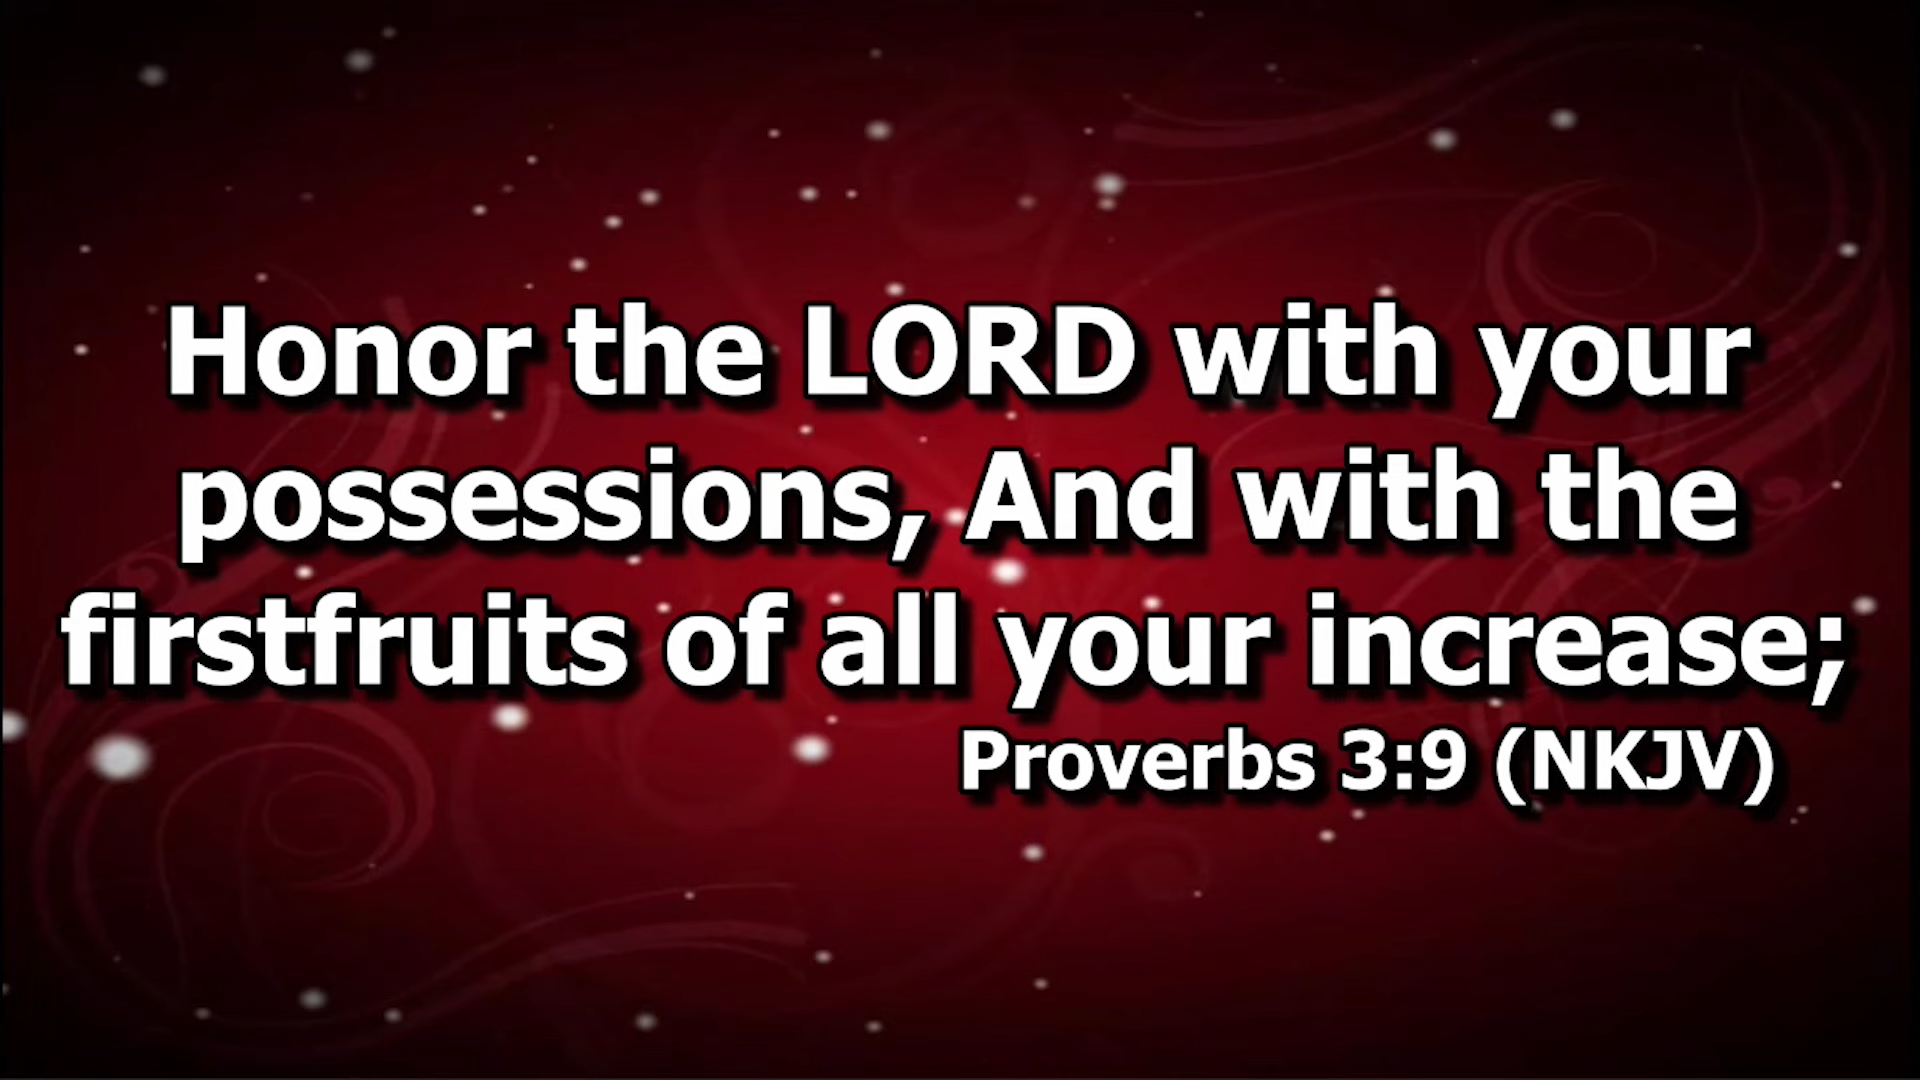 Honor the LORD with your
possessions, And with the
firstfruits of all your increase;
Proverbs 3:9 (NKJV)